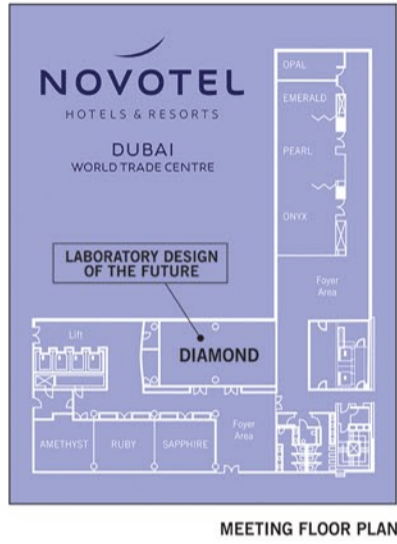 NOVOTEL
HOTELS & RESORTS
DUBAI
WORLD TRADE CENTRE
OPAL
EMERALD
PEARL
ONYX
LABORATORY DESIGN
OF THE FUTURE
Foyer
Area
Lift
DIAMOND
AMETHYST
RUBY
SAPPHIRE
Foyer
Area
MEETING FLOOR PLAN